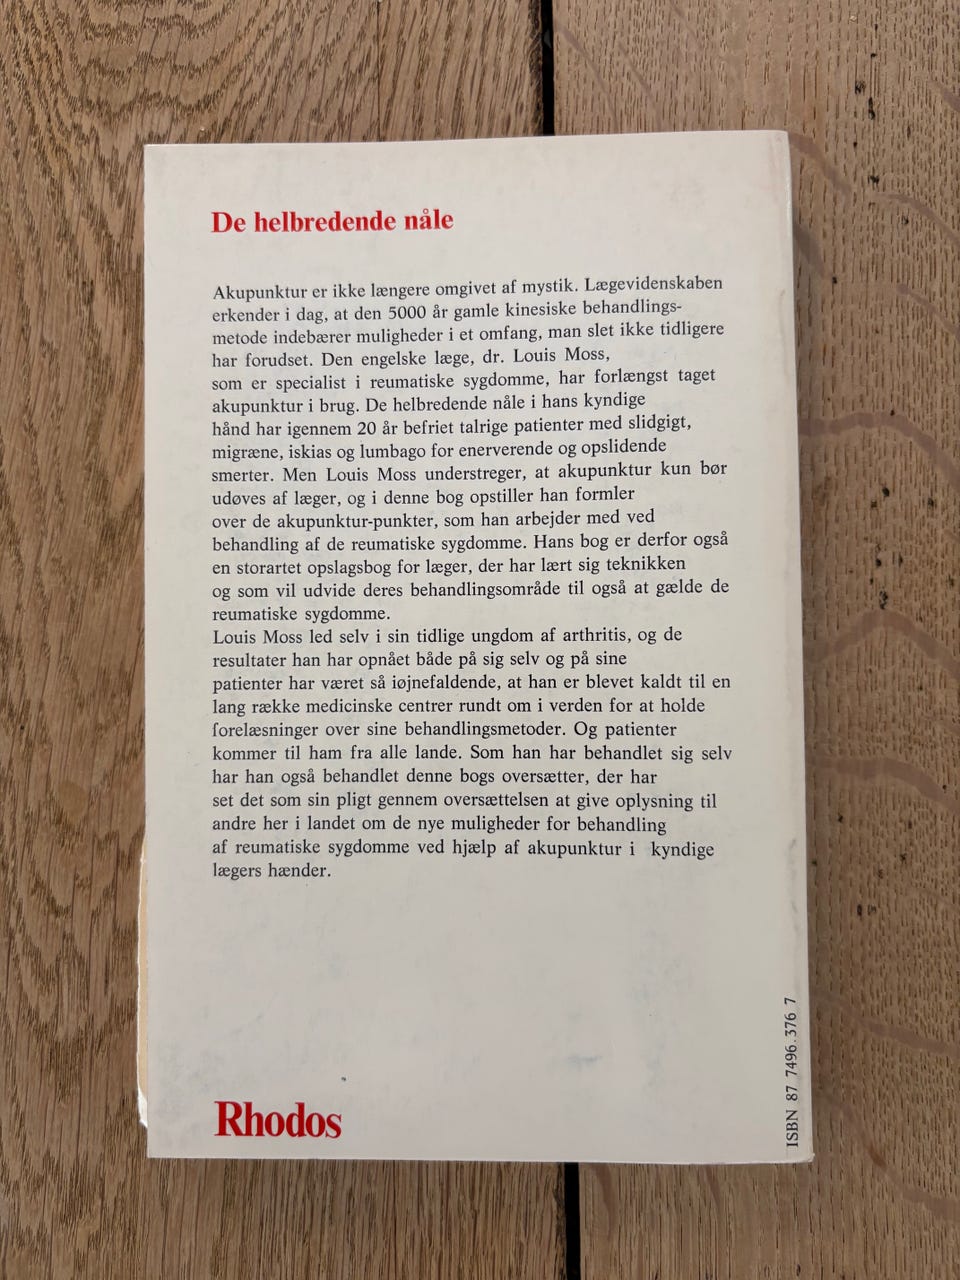 De helbredende nåle
Akupunktur er ikke længere omgivet af mystik. Lægevidenskaben
erkender i dag, at den 5000 år gamle kinesiske behandlings-
metode indebærer muligheder i et omfang, man slet ikke tidligere
har forudset. Den engelske læge, dr. Louis Moss,
som er specialist i reumatiske sygdomme, har forlængst taget
akupunktur i brug. De helbredende nåle i hans kyndige
hånd har igennem 20 år befriet talrige patienter med slidgigt,
migræne, iskias og lumbago for enerverende og opslidende
smerter. Men Louis Moss understreger, at akupunktur kun bør
udøves af læger, og i denne bog opstiller han formler
over de akupunktur-punkter, som han arbejder med ved
behandling af de reumatiske sygdomme. Hans bog er derfor også
en storartet opslagsbog for læger, der har lært sig teknikken
og som vil udvide deres behandlingsområde til også at gælde de
reumatiske sygdomme.
Louis Moss led selv i sin tidlige ungdom af arthritis, og de
resultater han har opnået både på sig selv og på sine
patienter har været så iøjnefaldende, at han er blevet kaldt til en
lang række medicinske centrer rundt om i verden for at holde
forelæsninger over sine behandlingsmetoder. Og patienter
kommer til ham fra alle lande. Som han har behandlet sig selv
har han også behandlet denne bogs oversætter, der har
set det som sin pligt gennem oversættelsen at give oplysning til
andre her i landet om de nye muligheder for behandling
af reumatiske sygdomme ved hjælp af akupunktur i kyndige
lægers hænder.
Rhodos
ISBN 87 7496.376 7